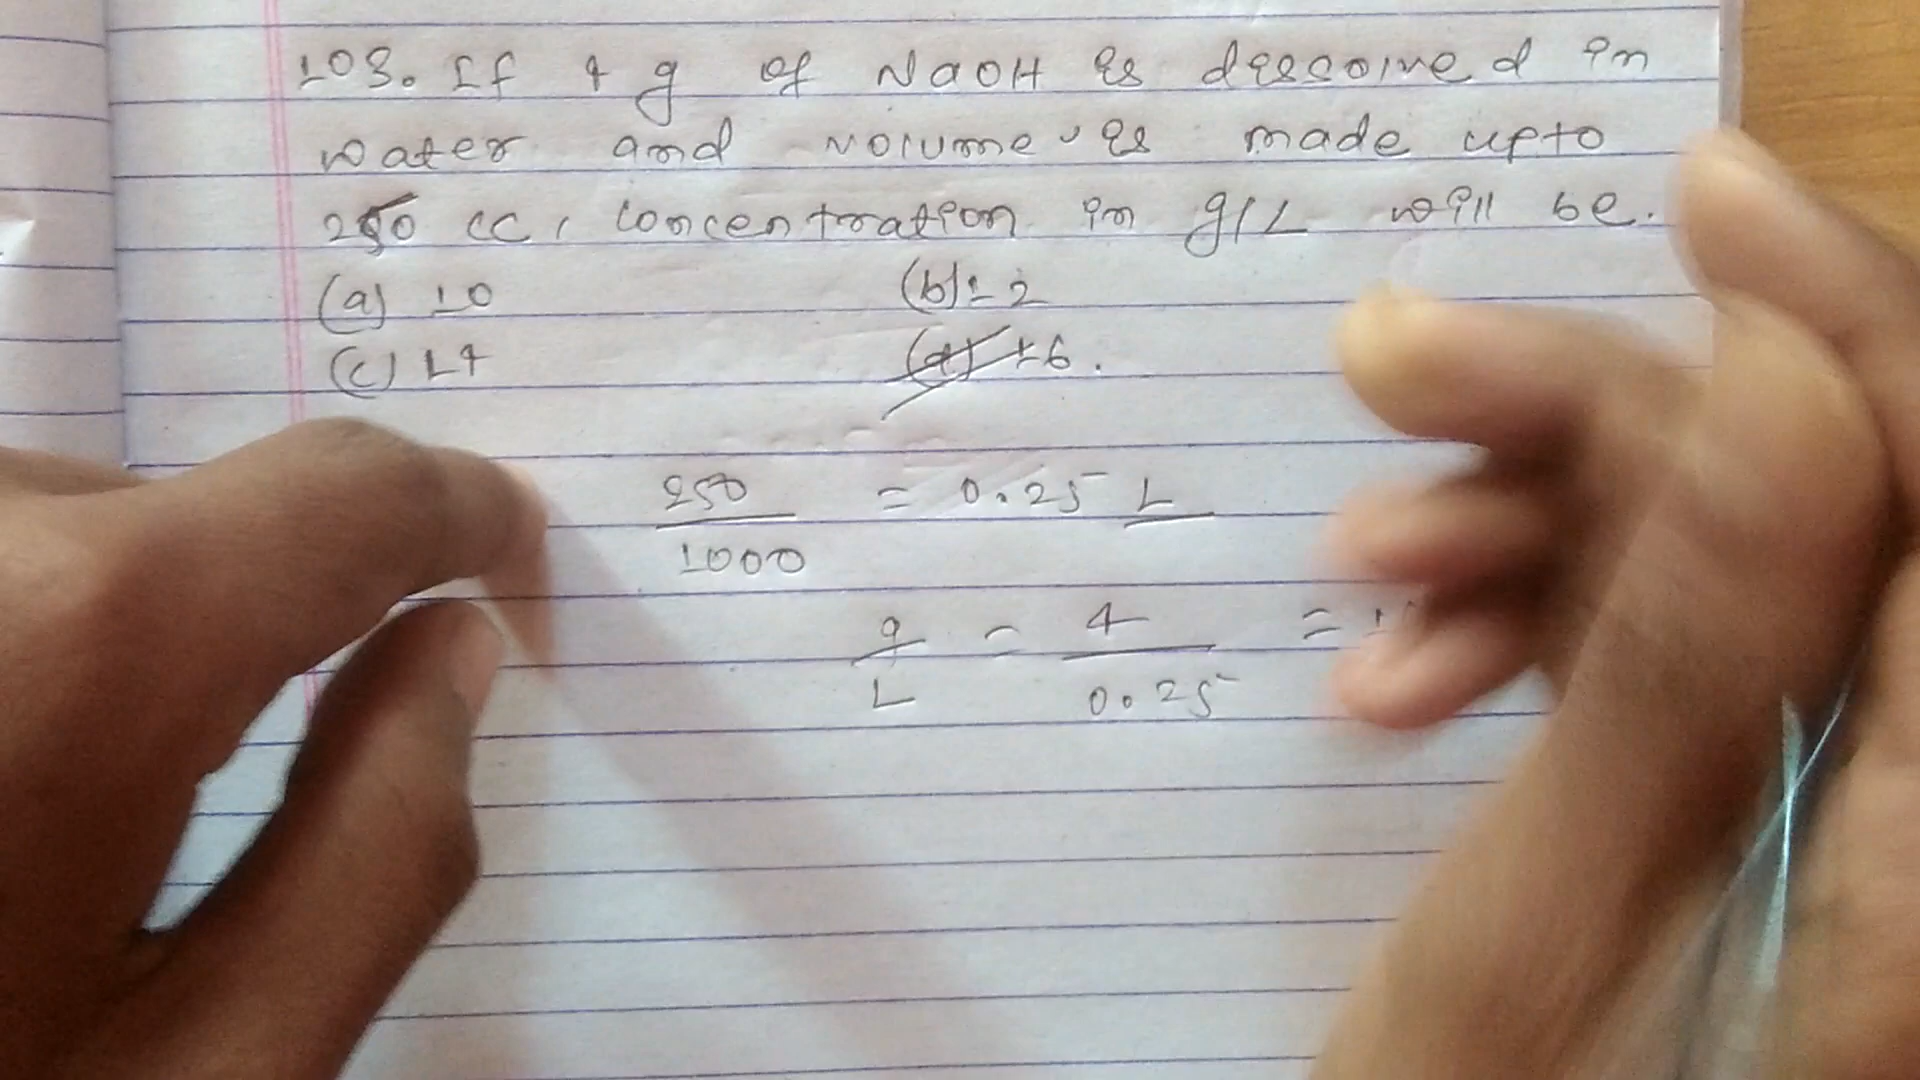 103. If 4 g of NaOH is dissolved in
water and volume is made upto
250 cc, concentration in g/L will be.
(a) 10 (b) 12
(c) 14 (d) 16.
250/1000 = 0.25 L
g/L = 4/0.25 =